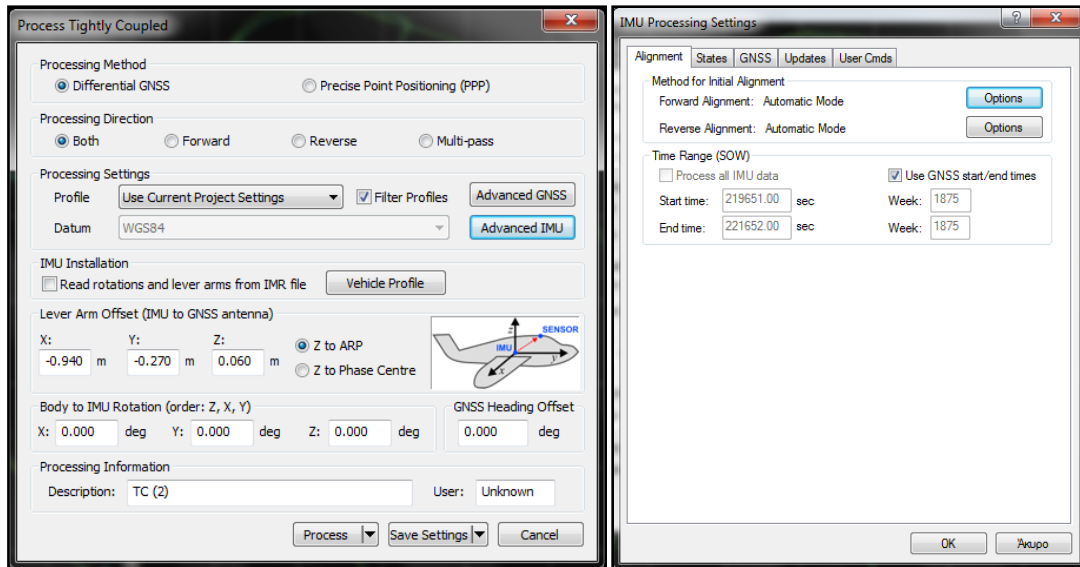 Process Tightly Coupled
Processing Method
Differential GNSS Precise Point Positioning (PPP)
Processing Direction
Both Forward Reverse Multi-pass
Processing Settings
Profile Use Current Project Settings Filter Profiles Advanced GNSS
Datum WGS84 Advanced IMU
IMU Installation
Read rotations and lever arms from IMR file Vehicle Profile
Lever Arm Offset (IMU to GNSS antenna)
X: Y: Z:
-0.940 m -0.270 m 0.060 m
Z to ARP
Z to Phase Centre
z SENSOR
IMU
x y
Body to IMU Rotation (order: Z, X, Y)
X: 0.000 deg Y: 0.000 deg Z: 0.000 deg
GNSS Heading Offset
0.000 deg
Processing Information
Description: TC (2) User: Unknown
Process Save Settings Cancel
IMU Processing Settings
Alignment States GNSS Updates User Cmds
Method for Initial Alignment
Forward Alignment: Automatic Mode Options
Reverse Alignment: Automatic Mode Options
Time Range (SOW)
Process all IMU data Use GNSS start/end times
Start time: 219651.00 sec Week: 1875
End time: 221652.00 sec Week: 1875
OK Άκυρο